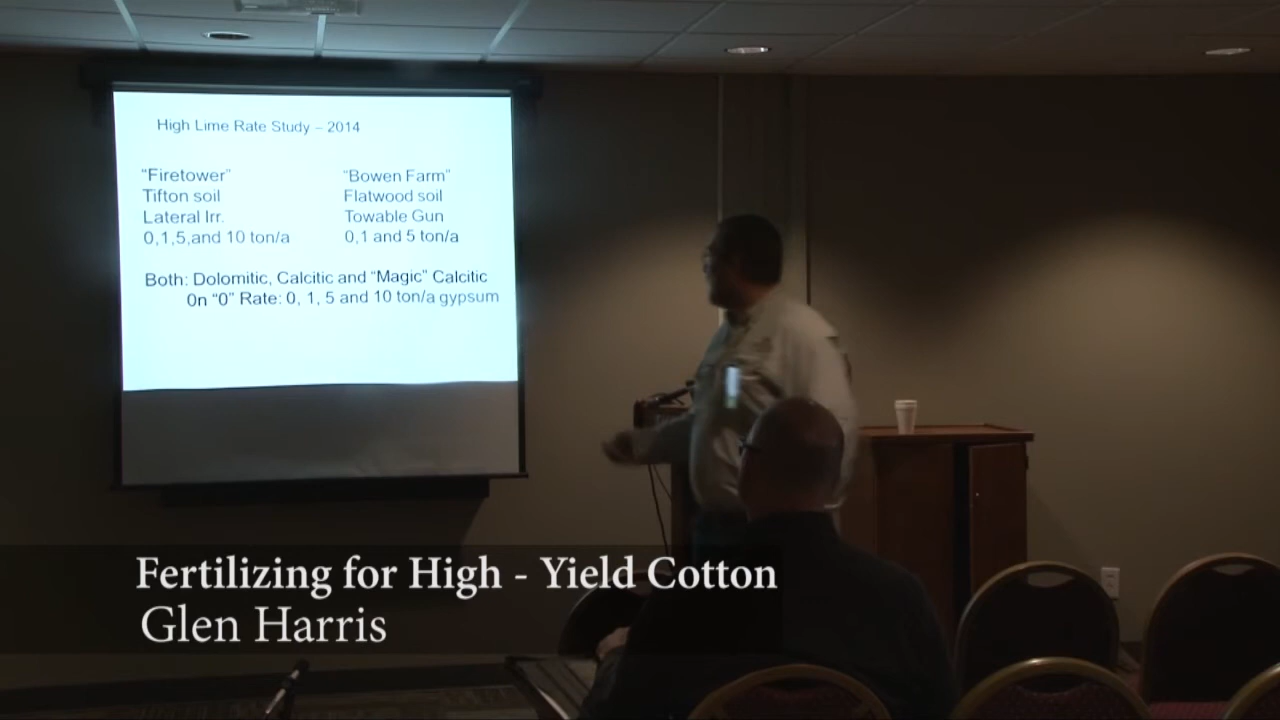 High Lime Rate Study – 2014
"Firetower" "Bowen Farm"
Tifton soil Flatwood soil
Lateral Irr. Towable Gun
0,1,5,and 10 ton/a 0,1 and 5 ton/a
Both: Dolomitic, Calcitic and "Magic" Calcitic
0n "0" Rate: 0, 1, 5 and 10 ton/a gypsum
Fertilizing for High - Yield Cotton
Glen Harris